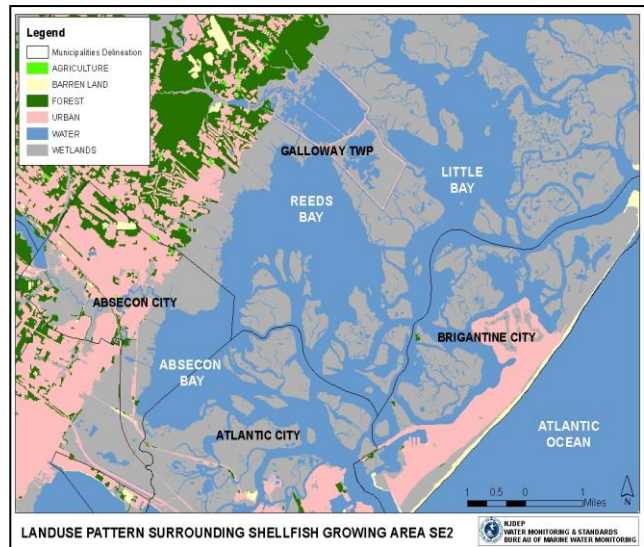 Legend
Municipalities Delineation
AGRICULTURE
BARREN LAND
FOREST
URBAN
WATER
WETLANDS
GALLOWAY TWP
LITTLE
BAY
REEDS
BAY
ABSECON CITY
BRIGANTINE CITY
ABSECON
BAY
ATLANTIC CITY
ATLANTIC
OCEAN
1 0.5 0 1
Miles
N
LANDUSE PATTERN SURROUNDING SHELLFISH GROWING AREA SE2
NJDEP
WATER MONITORING & STANDARDS
BUREAU OF MARINE WATER MONITORING